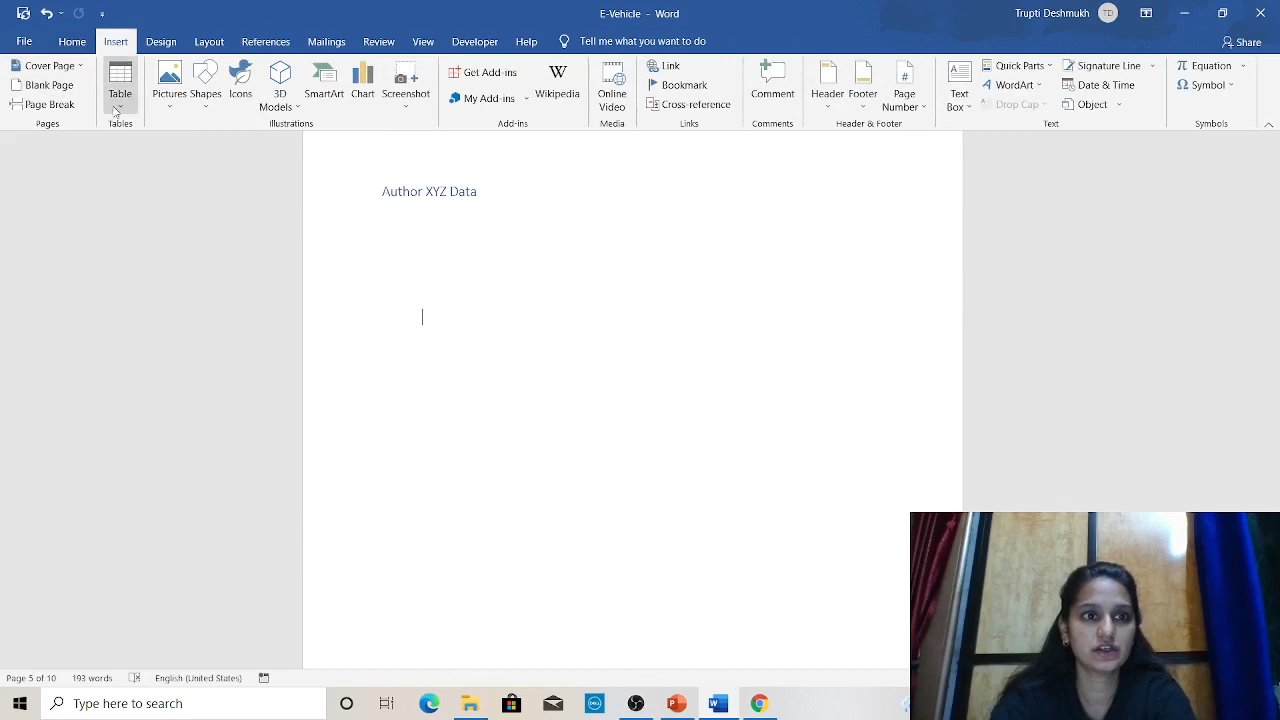 E-Vehicle - Word
Trupti Deshmukh TD
File Home Insert Design Layout References Mailings Review View Developer Help Tell me what you want to do Share
Cover Page
Blank Page
Page Break
Pages
Table
Tables
Pictures Shapes Icons 3D Models SmartArt Chart Screenshot
Illustrations
Get Add-ins
My Add-ins
W
Wikipedia
Add-ins
Online Video
Media
Link
Bookmark
Cross-reference
Links
Comment
Comments
Header Footer Page Number
Header & Footer
Text Box
Quick Parts
WordArt
Drop Cap
Signature Line
Date & Time
Object
Text
π Equation
Ω Symbol
Symbols
Author XYZ Data
Page 5 of 10 193 words English (United States)
Type here to search